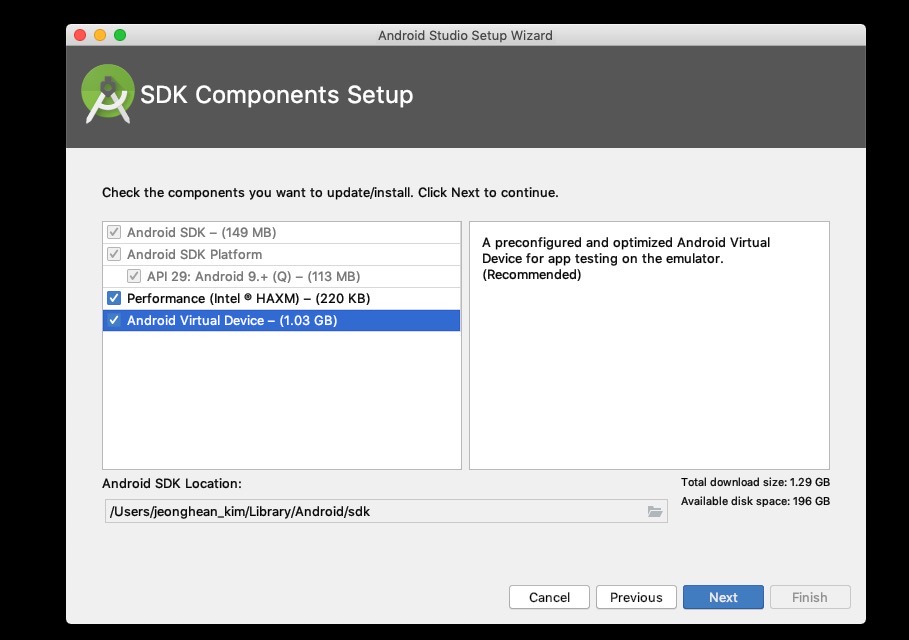 Android Studio Setup Wizard
SDK Components Setup
Check the components you want to update/install. Click Next to continue.
Android SDK – (149 MB)
Android SDK Platform
API 29: Android 9.+ (Q) – (113 MB)
Performance (Intel ® HAXM) – (220 KB)
Android Virtual Device – (1.03 GB)
A preconfigured and optimized Android Virtual
Device for app testing on the emulator.
(Recommended)
Android SDK Location:
/Users/jeonghean_kim/Library/Android/sdk
Total download size: 1.29 GB
Available disk space: 196 GB
Cancel
Previous
Next
Finish